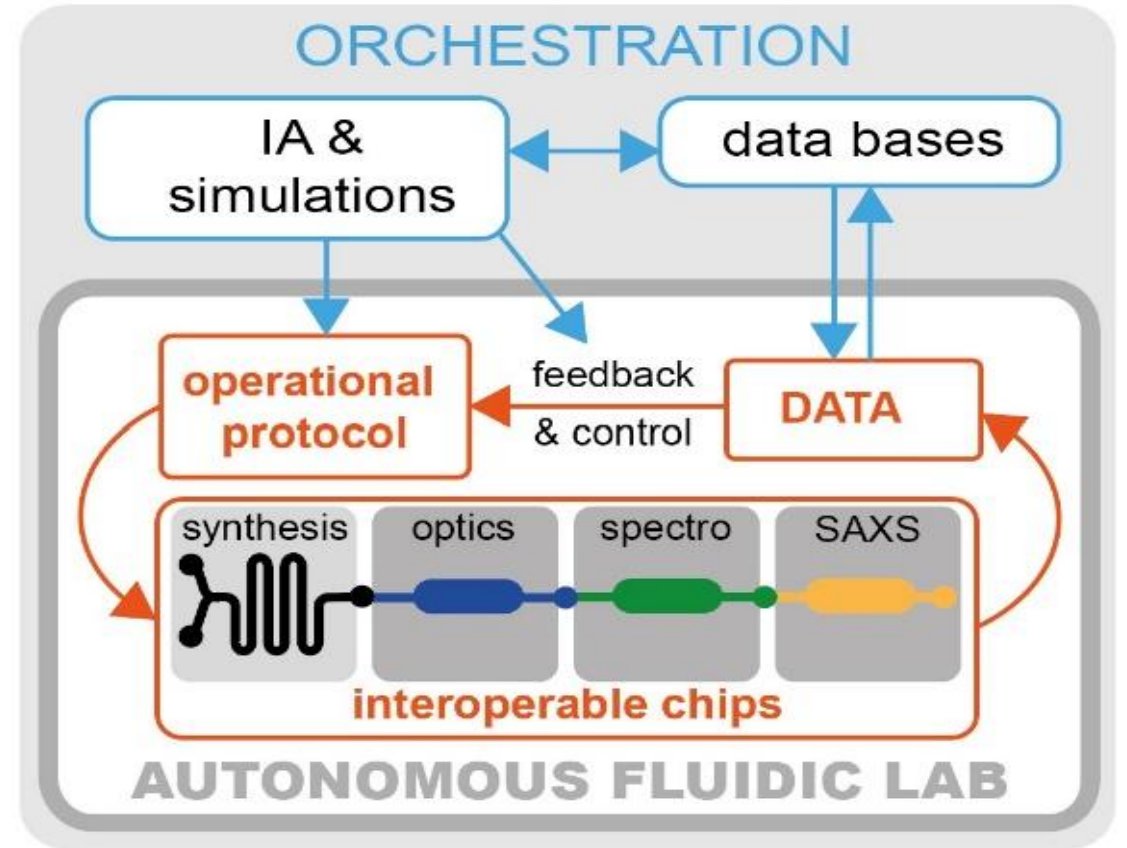 ORCHESTRATION
IA &
simulations
data bases
operational
protocol
feedback
& control
DATA
synthesis
optics
spectro
SAXS
interoperable chips
AUTONOMOUS FLUIDIC LAB